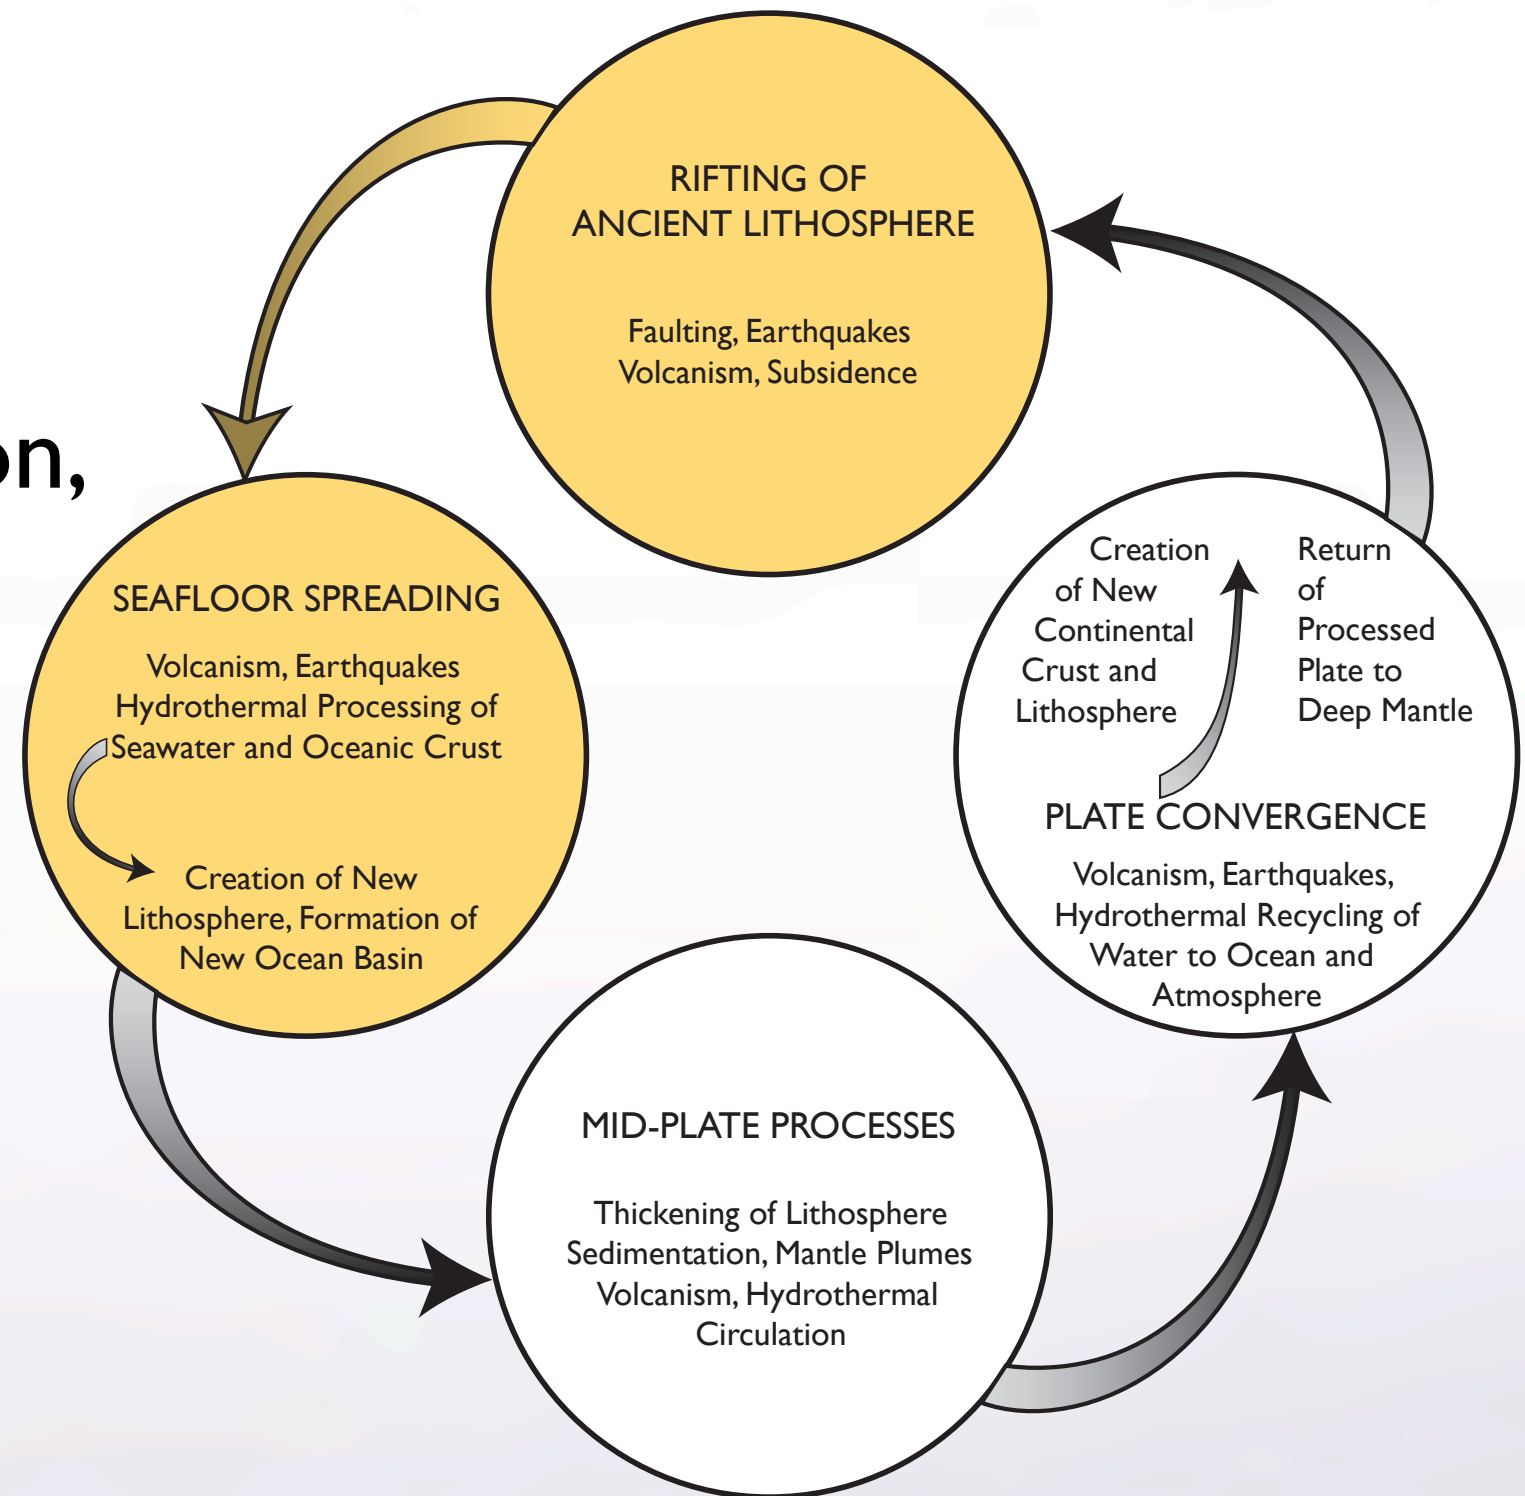 RIFTING OF
ANCIENT LITHOSPHERE
Faulting, Earthquakes
Volcanism, Subsidence
on,
SEAFLOOR SPREADING
Volcanism, Earthquakes
Hydrothermal Processing of
Seawater and Oceanic Crust
Creation of New
Lithosphere, Formation of
New Ocean Basin
MID-PLATE PROCESSES
Thickening of Lithosphere
Sedimentation, Mantle Plumes
Volcanism, Hydrothermal
Circulation
Creation
of New
Continental
Crust and
Lithosphere
Return
of
Processed
Plate to
Deep Mantle
PLATE CONVERGENCE
Volcanism, Earthquakes,
Hydrothermal Recycling of
Water to Ocean and
Atmosphere